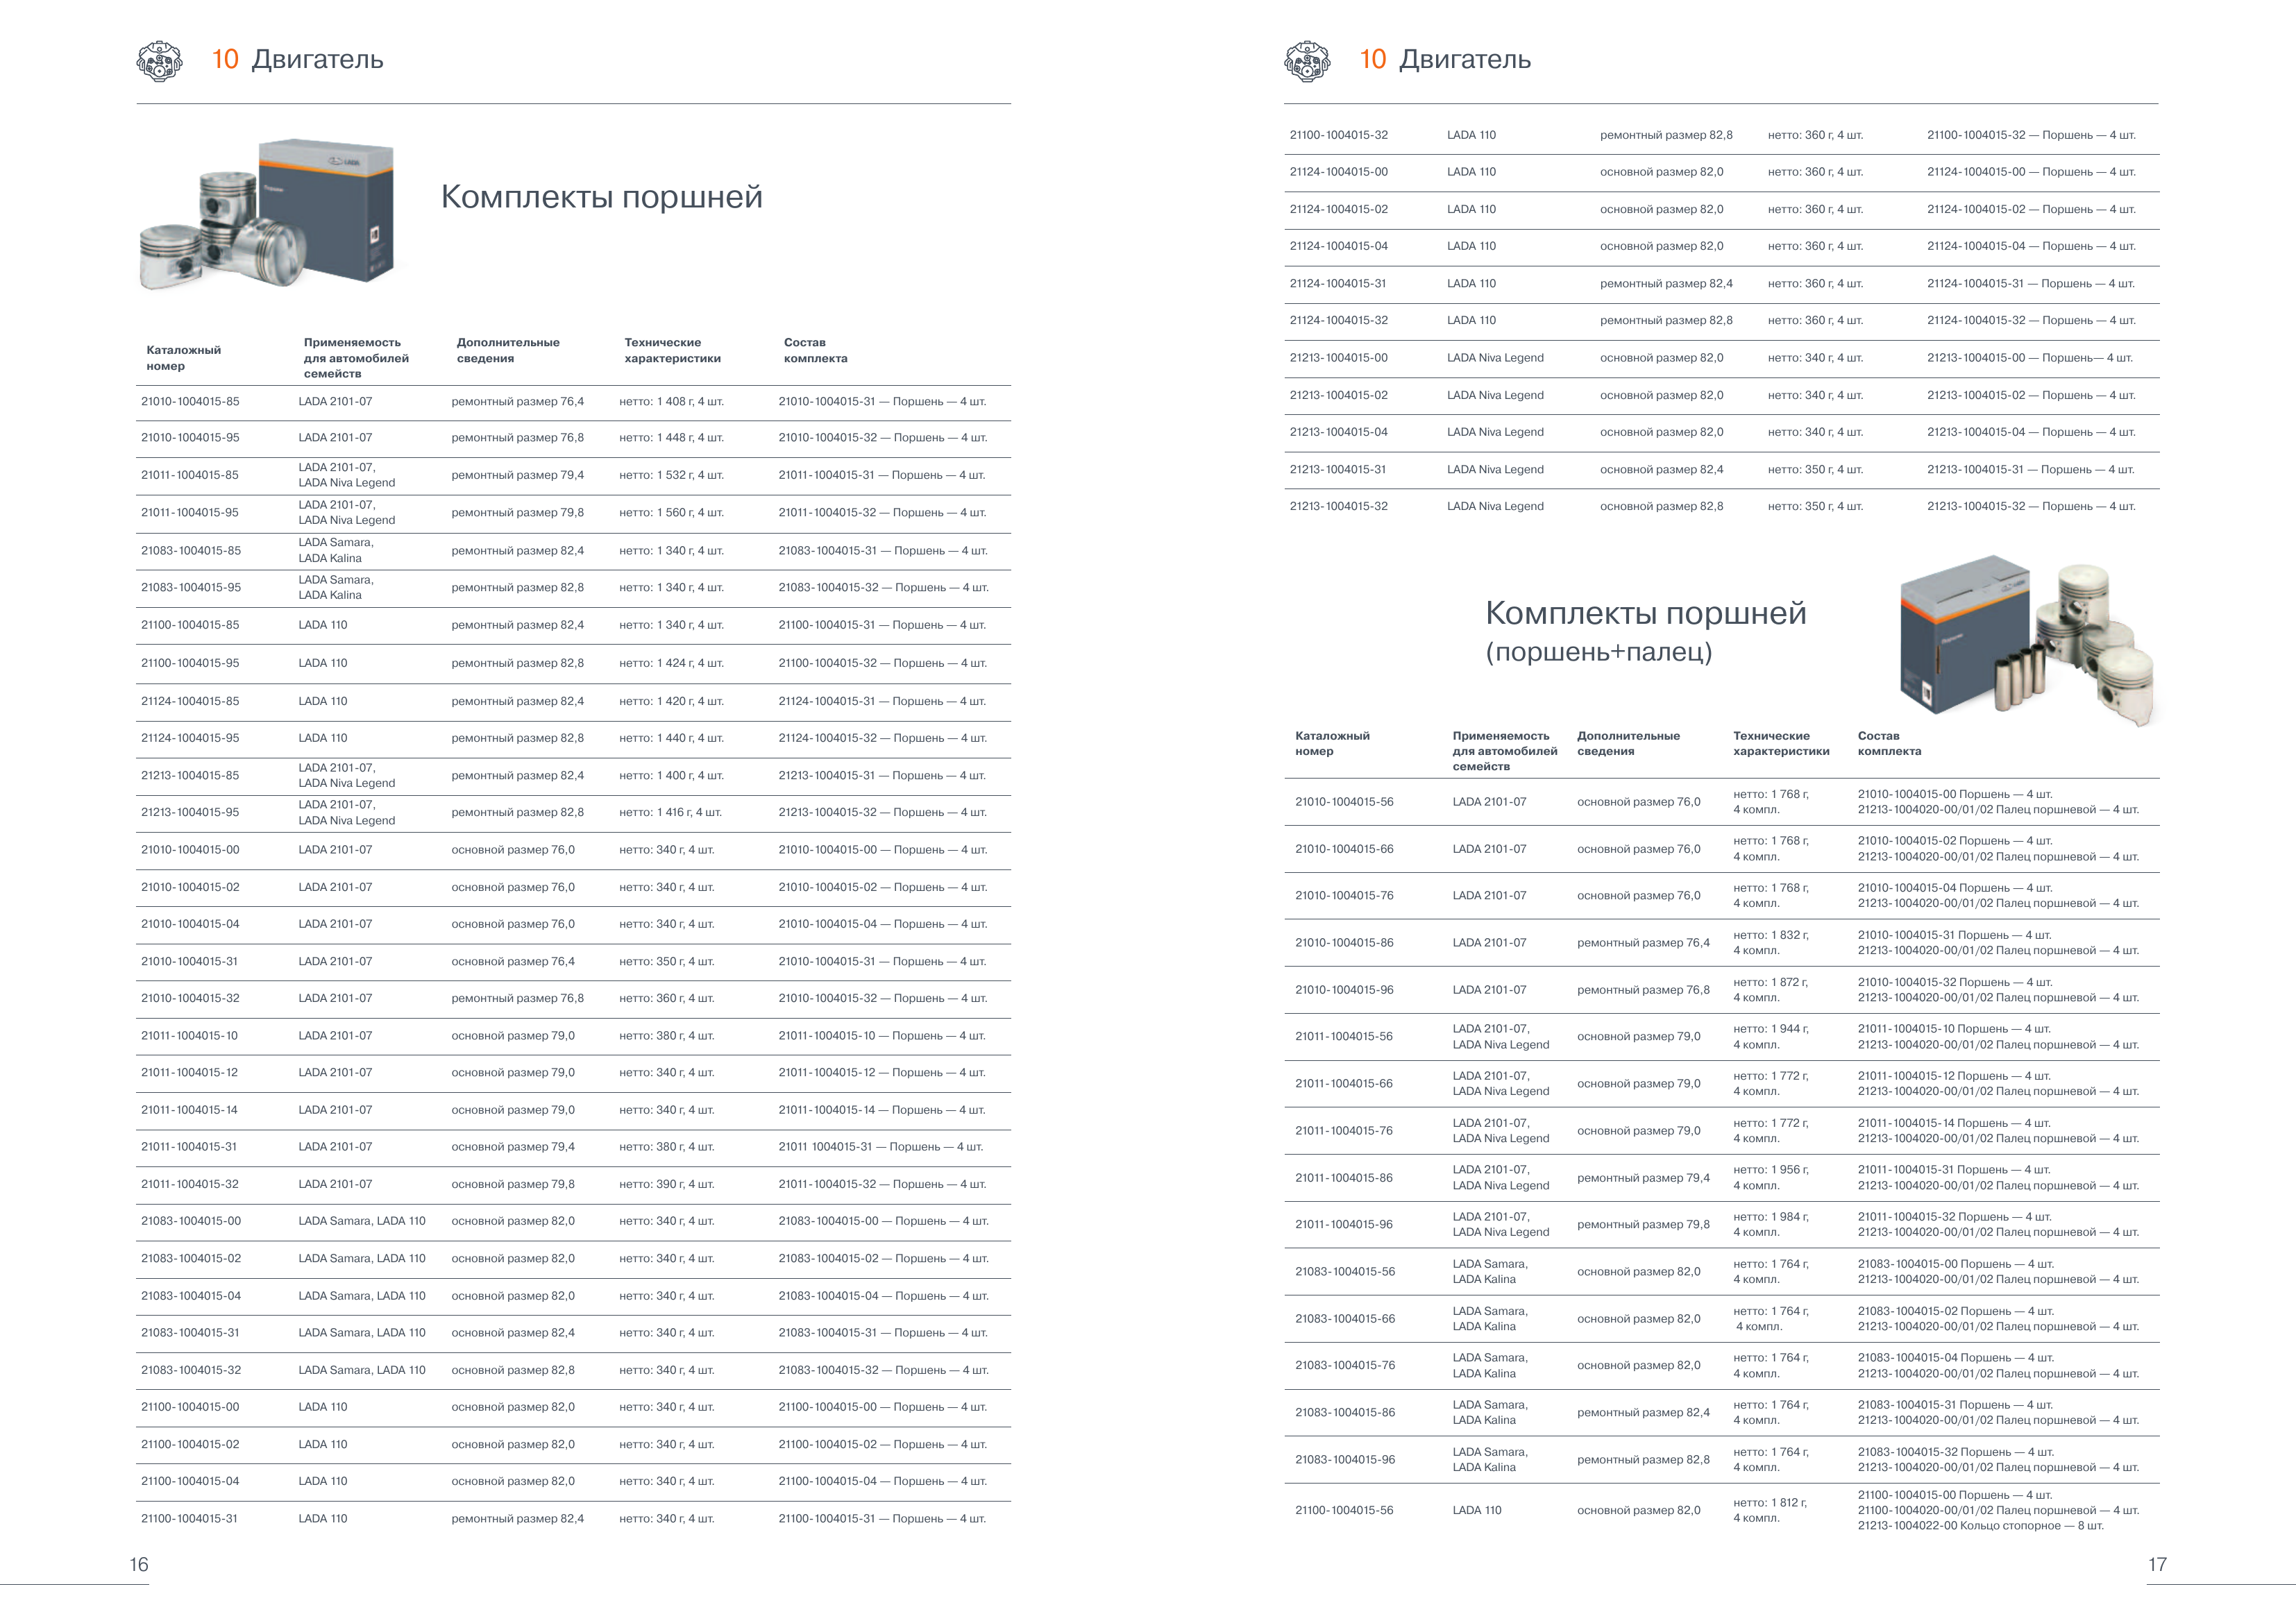 10 Двигатель
LADA
Комплекты поршней
Каталожный номер | Применяемость для автомобилей семейств | Дополнительные сведения | Технические характеристики | Состав комплекта
21010-1004015-85 LADA 2101-07 ремонтный размер 76,4 нетто: 1 408 г, 4 шт. 21010-1004015-31 — Поршень — 4 шт.
21010-1004015-95 LADA 2101-07 ремонтный размер 76,8 нетто: 1 448 г, 4 шт. 21010-1004015-32 — Поршень — 4 шт.
21011-1004015-85 LADA 2101-07, LADA Niva Legend ремонтный размер 79,4 нетто: 1 532 г, 4 шт. 21011-1004015-31 — Поршень — 4 шт.
21011-1004015-95 LADA 2101-07, LADA Niva Legend ремонтный размер 79,8 нетто: 1 560 г, 4 шт. 21011-1004015-32 — Поршень — 4 шт.
21083-1004015-85 LADA Samara, LADA Kalina ремонтный размер 82,4 нетто: 1 340 г, 4 шт. 21083-1004015-31 — Поршень — 4 шт.
21083-1004015-95 LADA Samara, LADA Kalina ремонтный размер 82,8 нетто: 1 340 г, 4 шт. 21083-1004015-32 — Поршень — 4 шт.
21100-1004015-85 LADA 110 ремонтный размер 82,4 нетто: 1 340 г, 4 шт. 21100-1004015-31 — Поршень — 4 шт.
21100-1004015-95 LADA 110 ремонтный размер 82,8 нетто: 1 424 г, 4 шт. 21100-1004015-32 — Поршень — 4 шт.
21124-1004015-85 LADA 110 ремонтный размер 82,4 нетто: 1 420 г, 4 шт. 21124-1004015-31 — Поршень — 4 шт.
21124-1004015-95 LADA 110 ремонтный размер 82,8 нетто: 1 440 г, 4 шт. 21124-1004015-32 — Поршень — 4 шт.
21213-1004015-85 LADA 2101-07, LADA Niva Legend ремонтный размер 82,4 нетто: 1 400 г, 4 шт. 21213-1004015-31 — Поршень — 4 шт.
21213-1004015-95 LADA 2101-07, LADA Niva Legend ремонтный размер 82,8 нетто: 1 416 г, 4 шт. 21213-1004015-32 — Поршень — 4 шт.
21010-1004015-00 LADA 2101-07 основной размер 76,0 нетто: 340 г, 4 шт. 21010-1004015-00 — Поршень — 4 шт.
21010-1004015-02 LADA 2101-07 основной размер 76,0 нетто: 340 г, 4 шт. 21010-1004015-02 — Поршень — 4 шт.
21010-1004015-04 LADA 2101-07 основной размер 76,0 нетто: 340 г, 4 шт. 21010-1004015-04 — Поршень — 4 шт.
21010-1004015-31 LADA 2101-07 основной размер 76,4 нетто: 350 г, 4 шт. 21010-1004015-31 — Поршень — 4 шт.
21010-1004015-32 LADA 2101-07 ремонтный размер 76,8 нетто: 360 г, 4 шт. 21010-1004015-32 — Поршень — 4 шт.
21011-1004015-10 LADA 2101-07 основной размер 79,0 нетто: 380 г, 4 шт. 21011-1004015-10 — Поршень — 4 шт.
21011-1004015-12 LADA 2101-07 основной размер 79,0 нетто: 340 г, 4 шт. 21011-1004015-12 — Поршень — 4 шт.
21011-1004015-14 LADA 2101-07 основной размер 79,0 нетто: 340 г, 4 шт. 21011-1004015-14 — Поршень — 4 шт.
21011-1004015-31 LADA 2101-07 основной размер 79,4 нетто: 380 г, 4 шт. 21011 1004015-31 — Поршень — 4 шт.
21011-1004015-32 LADA 2101-07 основной размер 79,8 нетто: 390 г, 4 шт. 21011-1004015-32 — Поршень — 4 шт.
21083-1004015-00 LADA Samara, LADA 110 основной размер 82,0 нетто: 340 г, 4 шт. 21083-1004015-00 — Поршень — 4 шт.
21083-1004015-02 LADA Samara, LADA 110 основной размер 82,0 нетто: 340 г, 4 шт. 21083-1004015-02 — Поршень — 4 шт.
21083-1004015-04 LADA Samara, LADA 110 основной размер 82,0 нетто: 340 г, 4 шт. 21083-1004015-04 — Поршень — 4 шт.
21083-1004015-31 LADA Samara, LADA 110 основной размер 82,4 нетто: 340 г, 4 шт. 21083-1004015-31 — Поршень — 4 шт.
21083-1004015-32 LADA Samara, LADA 110 основной размер 82,8 нетто: 340 г, 4 шт. 21083-1004015-32 — Поршень — 4 шт.
21100-1004015-00 LADA 110 основной размер 82,0 нетто: 340 г, 4 шт. 21100-1004015-00 — Поршень — 4 шт.
21100-1004015-02 LADA 110 основной размер 82,0 нетто: 340 г, 4 шт. 21100-1004015-02 — Поршень — 4 шт.
21100-1004015-04 LADA 110 основной размер 82,0 нетто: 340 г, 4 шт. 21100-1004015-04 — Поршень — 4 шт.
21100-1004015-31 LADA 110 ремонтный размер 82,4 нетто: 340 г, 4 шт. 21100-1004015-31 — Поршень — 4 шт.
16
10 Двигатель
21100-1004015-32 LADA 110 ремонтный размер 82,8 нетто: 360 г, 4 шт. 21100-1004015-32 — Поршень — 4 шт.
21124-1004015-00 LADA 110 основной размер 82,0 нетто: 360 г, 4 шт. 21124-1004015-00 — Поршень — 4 шт.
21124-1004015-02 LADA 110 основной размер 82,0 нетто: 360 г, 4 шт. 21124-1004015-02 — Поршень — 4 шт.
21124-1004015-04 LADA 110 основной размер 82,0 нетто: 360 г, 4 шт. 21124-1004015-04 — Поршень — 4 шт.
21124-1004015-31 LADA 110 ремонтный размер 82,4 нетто: 360 г, 4 шт. 21124-1004015-31 — Поршень — 4 шт.
21124-1004015-32 LADA 110 ремонтный размер 82,8 нетто: 360 г, 4 шт. 21124-1004015-32 — Поршень — 4 шт.
21213-1004015-00 LADA Niva Legend основной размер 82,0 нетто: 340 г, 4 шт. 21213-1004015-00 — Поршень— 4 шт.
21213-1004015-02 LADA Niva Legend основной размер 82,0 нетто: 340 г, 4 шт. 21213-1004015-02 — Поршень — 4 шт.
21213-1004015-04 LADA Niva Legend основной размер 82,0 нетто: 340 г, 4 шт. 21213-1004015-04 — Поршень — 4 шт.
21213-1004015-31 LADA Niva Legend основной размер 82,4 нетто: 350 г, 4 шт. 21213-1004015-31 — Поршень — 4 шт.
21213-1004015-32 LADA Niva Legend основной размер 82,8 нетто: 350 г, 4 шт. 21213-1004015-32 — Поршень — 4 шт.
Комплекты поршней
(поршень+палец)
Каталожный номер | Применяемость для автомобилей семейств | Дополнительные сведения | Технические характеристики | Состав комплекта
21010-1004015-56 LADA 2101-07 основной размер 76,0 нетто: 1 768 г, 4 компл. 21010-1004015-00 Поршень — 4 шт. 21213-1004020-00/01/02 Палец поршневой — 4 шт.
21010-1004015-66 LADA 2101-07 основной размер 76,0 нетто: 1 768 г, 4 компл. 21010-1004015-02 Поршень — 4 шт. 21213-1004020-00/01/02 Палец поршневой — 4 шт.
21010-1004015-76 LADA 2101-07 основной размер 76,0 нетто: 1 768 г, 4 компл. 21010-1004015-04 Поршень — 4 шт. 21213-1004020-00/01/02 Палец поршневой — 4 шт.
21010-1004015-86 LADA 2101-07 ремонтный размер 76,4 нетто: 1 832 г, 4 компл. 21010-1004015-31 Поршень — 4 шт. 21213-1004020-00/01/02 Палец поршневой — 4 шт.
21010-1004015-96 LADA 2101-07 ремонтный размер 76,8 нетто: 1 872 г, 4 компл. 21010-1004015-32 Поршень — 4 шт. 21213-1004020-00/01/02 Палец поршневой — 4 шт.
21011-1004015-56 LADA 2101-07, LADA Niva Legend основной размер 79,0 нетто: 1 944 г, 4 компл. 21011-1004015-10 Поршень — 4 шт. 21213-1004020-00/01/02 Палец поршневой — 4 шт.
21011-1004015-66 LADA 2101-07, LADA Niva Legend основной размер 79,0 нетто: 1 772 г, 4 компл. 21011-1004015-12 Поршень — 4 шт. 21213-1004020-00/01/02 Палец поршневой — 4 шт.
21011-1004015-76 LADA 2101-07, LADA Niva Legend основной размер 79,0 нетто: 1 772 г, 4 компл. 21011-1004015-14 Поршень — 4 шт. 21213-1004020-00/01/02 Палец поршневой — 4 шт.
21011-1004015-86 LADA 2101-07, LADA Niva Legend ремонтный размер 79,4 нетто: 1 956 г, 4 компл. 21011-1004015-31 Поршень — 4 шт. 21213-1004020-00/01/02 Палец поршневой — 4 шт.
21011-1004015-96 LADA 2101-07, LADA Niva Legend ремонтный размер 79,8 нетто: 1 984 г, 4 компл. 21011-1004015-32 Поршень — 4 шт. 21213-1004020-00/01/02 Палец поршневой — 4 шт.
21083-1004015-56 LADA Samara, LADA Kalina основной размер 82,0 нетто: 1 764 г, 4 компл. 21083-1004015-00 Поршень — 4 шт. 21213-1004020-00/01/02 Палец поршневой — 4 шт.
21083-1004015-66 LADA Samara, LADA Kalina основной размер 82,0 нетто: 1 764 г, 4 компл. 21083-1004015-02 Поршень — 4 шт. 21213-1004020-00/01/02 Палец поршневой — 4 шт.
21083-1004015-76 LADA Samara, LADA Kalina основной размер 82,0 нетто: 1 764 г, 4 компл. 21083-1004015-04 Поршень — 4 шт. 21213-1004020-00/01/02 Палец поршневой — 4 шт.
21083-1004015-86 LADA Samara, LADA Kalina ремонтный размер 82,4 нетто: 1 764 г, 4 компл. 21083-1004015-31 Поршень — 4 шт. 21213-1004020-00/01/02 Палец поршневой — 4 шт.
21083-1004015-96 LADA Samara, LADA Kalina ремонтный размер 82,8 нетто: 1 764 г, 4 компл. 21083-1004015-32 Поршень — 4 шт. 21213-1004020-00/01/02 Палец поршневой — 4 шт.
21100-1004015-56 LADA 110 основной размер 82,0 нетто: 1 812 г, 4 компл. 21100-1004015-00 Поршень — 4 шт. 21100-1004020-00/01/02 Палец поршневой — 4 шт. 21213-1004022-00 Кольцо стопорное — 8 шт.
17